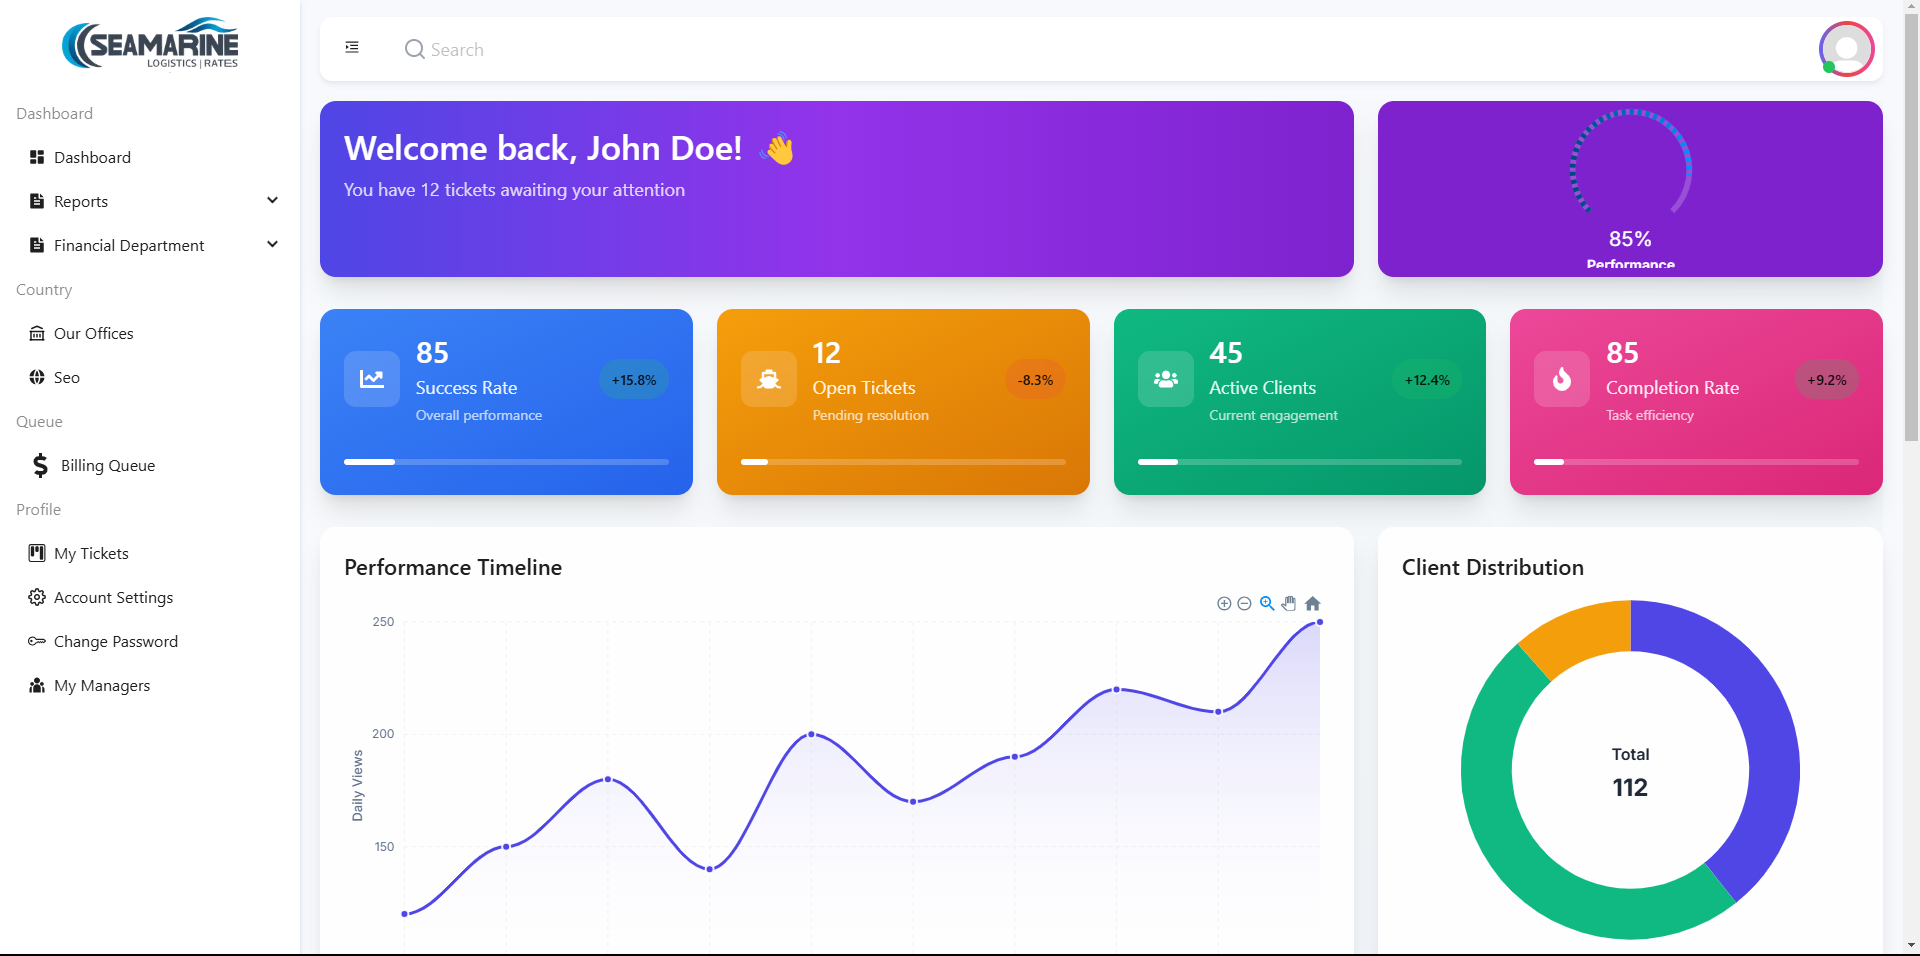 SEAMARINE
LOGISTICS | RATES
Dashboard
Dashboard
Reports
Financial Department
Country
Our Offices
Seo
Queue
Billing Queue
Profile
My Tickets
Account Settings
Change Password
My Managers
Search
Welcome back, John Doe! 👋
You have 12 tickets awaiting your attention
85%
Performance
85
Success Rate
Overall performance
+15.8%
12
Open Tickets
Pending resolution
-8.3%
45
Active Clients
Current engagement
+12.4%
85
Completion Rate
Task efficiency
+9.2%
Performance Timeline
250
200
150
Daily Views
Client Distribution
Total
112